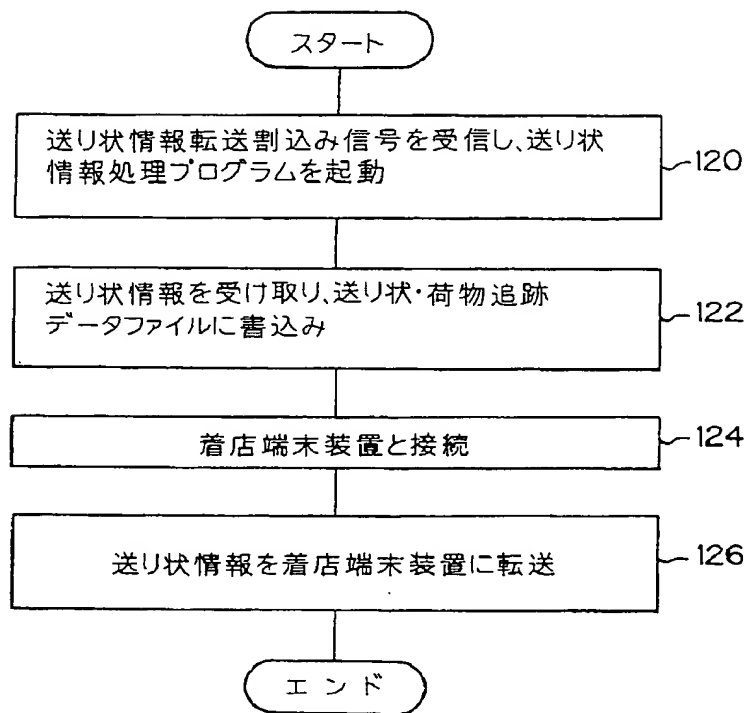 スタート
送り状情報転送割込み信号を受信し、送り状
情報処理プログラムを起動
120
送り状情報を受け取り、送り状・荷物追跡
データファイルに書込み
122
着店端末装置と接続
124
送り状情報を着店端末装置に転送
126
エンド